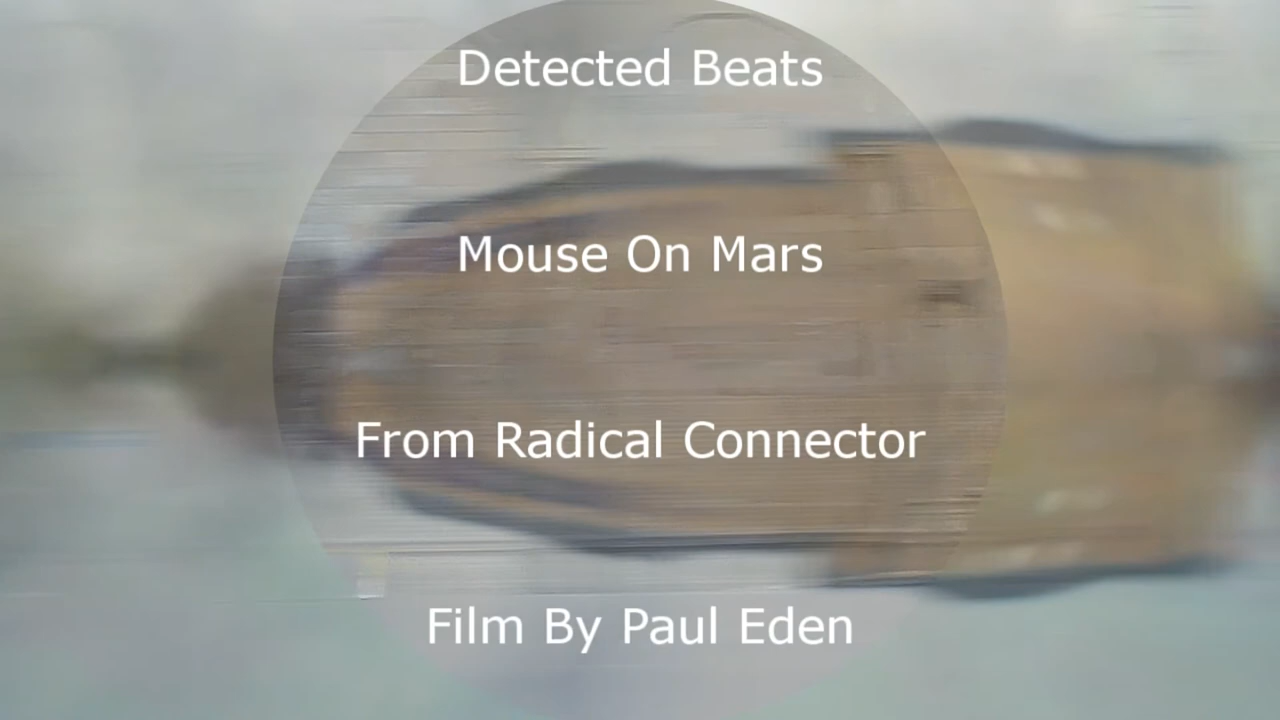 Detected Beats
Mouse On Mars
From Radical Connector
Film By Paul Eden